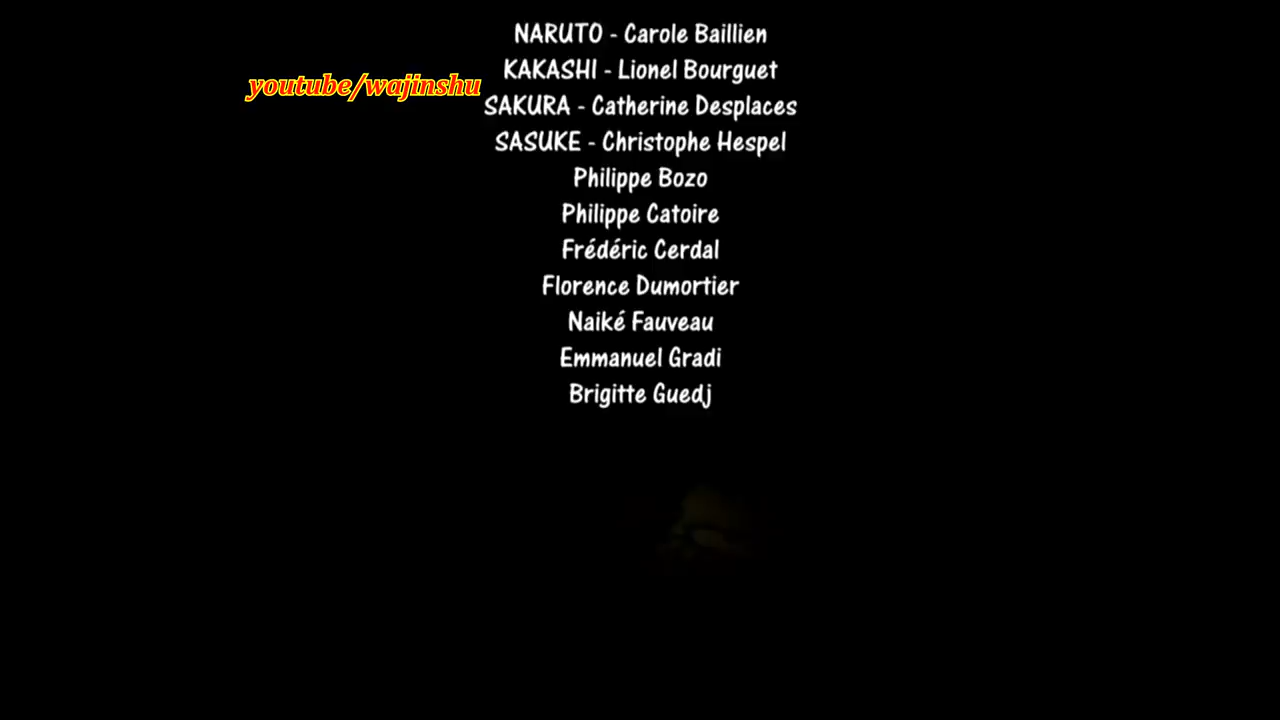 NARUTO - Carole Baillien
KAKASHI - Lionel Bourguet
youtube/wajinshu
SAKURA - Catherine Desplaces
SASUKE - Christophe Hespel
Philippe Bozo
Philippe Catoire
Frédéric Cerdal
Florence Dumortier
Naiké Fauveau
Emmanuel Gradi
Brigitte Guedj